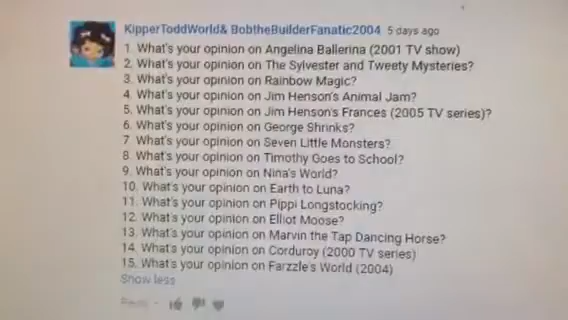 KipperToddWorld& BobtheBuilderFanatic2004 5 days ago
1. What's your opinion on Angelina Ballerina (2001 TV show)
2. What's your opinion on The Sylvester and Tweety Mysteries?
3. What's your opinion on Rainbow Magic?
4. What's your opinion on Jim Henson's Animal Jam?
5. What's your opinion on Jim Henson's Frances (2005 TV series)?
6. What's your opinion on George Shrinks?
7. What's your opinion on Seven Little Monsters?
8. What's your opinion on Timothy Goes to School?
9. What's your opinion on Nina's World?
10. What's your opinion on Earth to Luna?
11. What's your opinion on Pippi Longstocking?
12. What's your opinion on Elliot Moose?
13. What's your opinion on Marvin the Tap Dancing Horse?
14. What's your opinion on Corduroy (2000 TV series)
15. What's your opinion on Farzzle's World (2004)
Show less
Reply